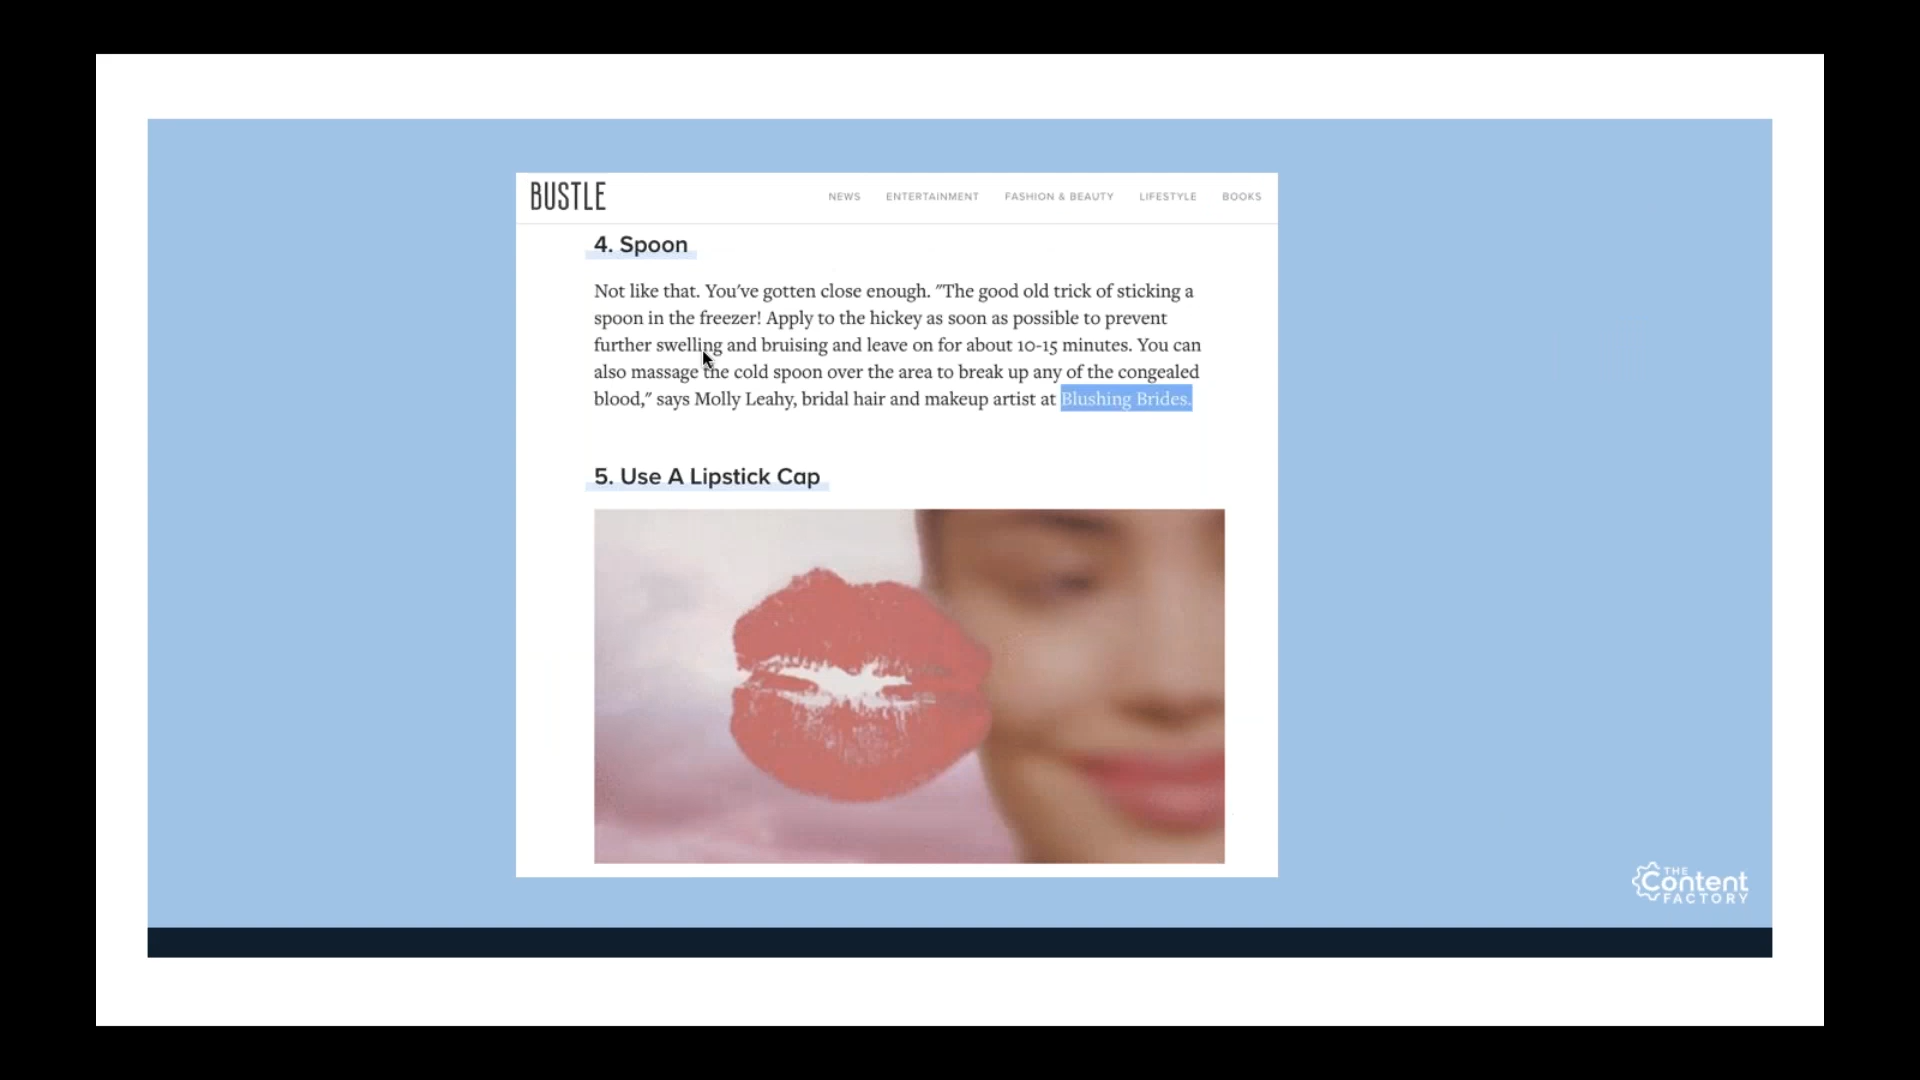 BUSTLE
NEWS ENTERTAINMENT FASHION & BEAUTY LIFESTYLE BOOKS
4. Spoon
Not like that. You've gotten close enough. "The good old trick of sticking a
spoon in the freezer! Apply to the hickey as soon as possible to prevent
further swelling and bruising and leave on for about 10-15 minutes. You can
also massage the cold spoon over the area to break up any of the congealed
blood," says Molly Leahy, bridal hair and makeup artist at Blushing Brides.
5. Use A Lipstick Cap
THE
Content
FACTORY